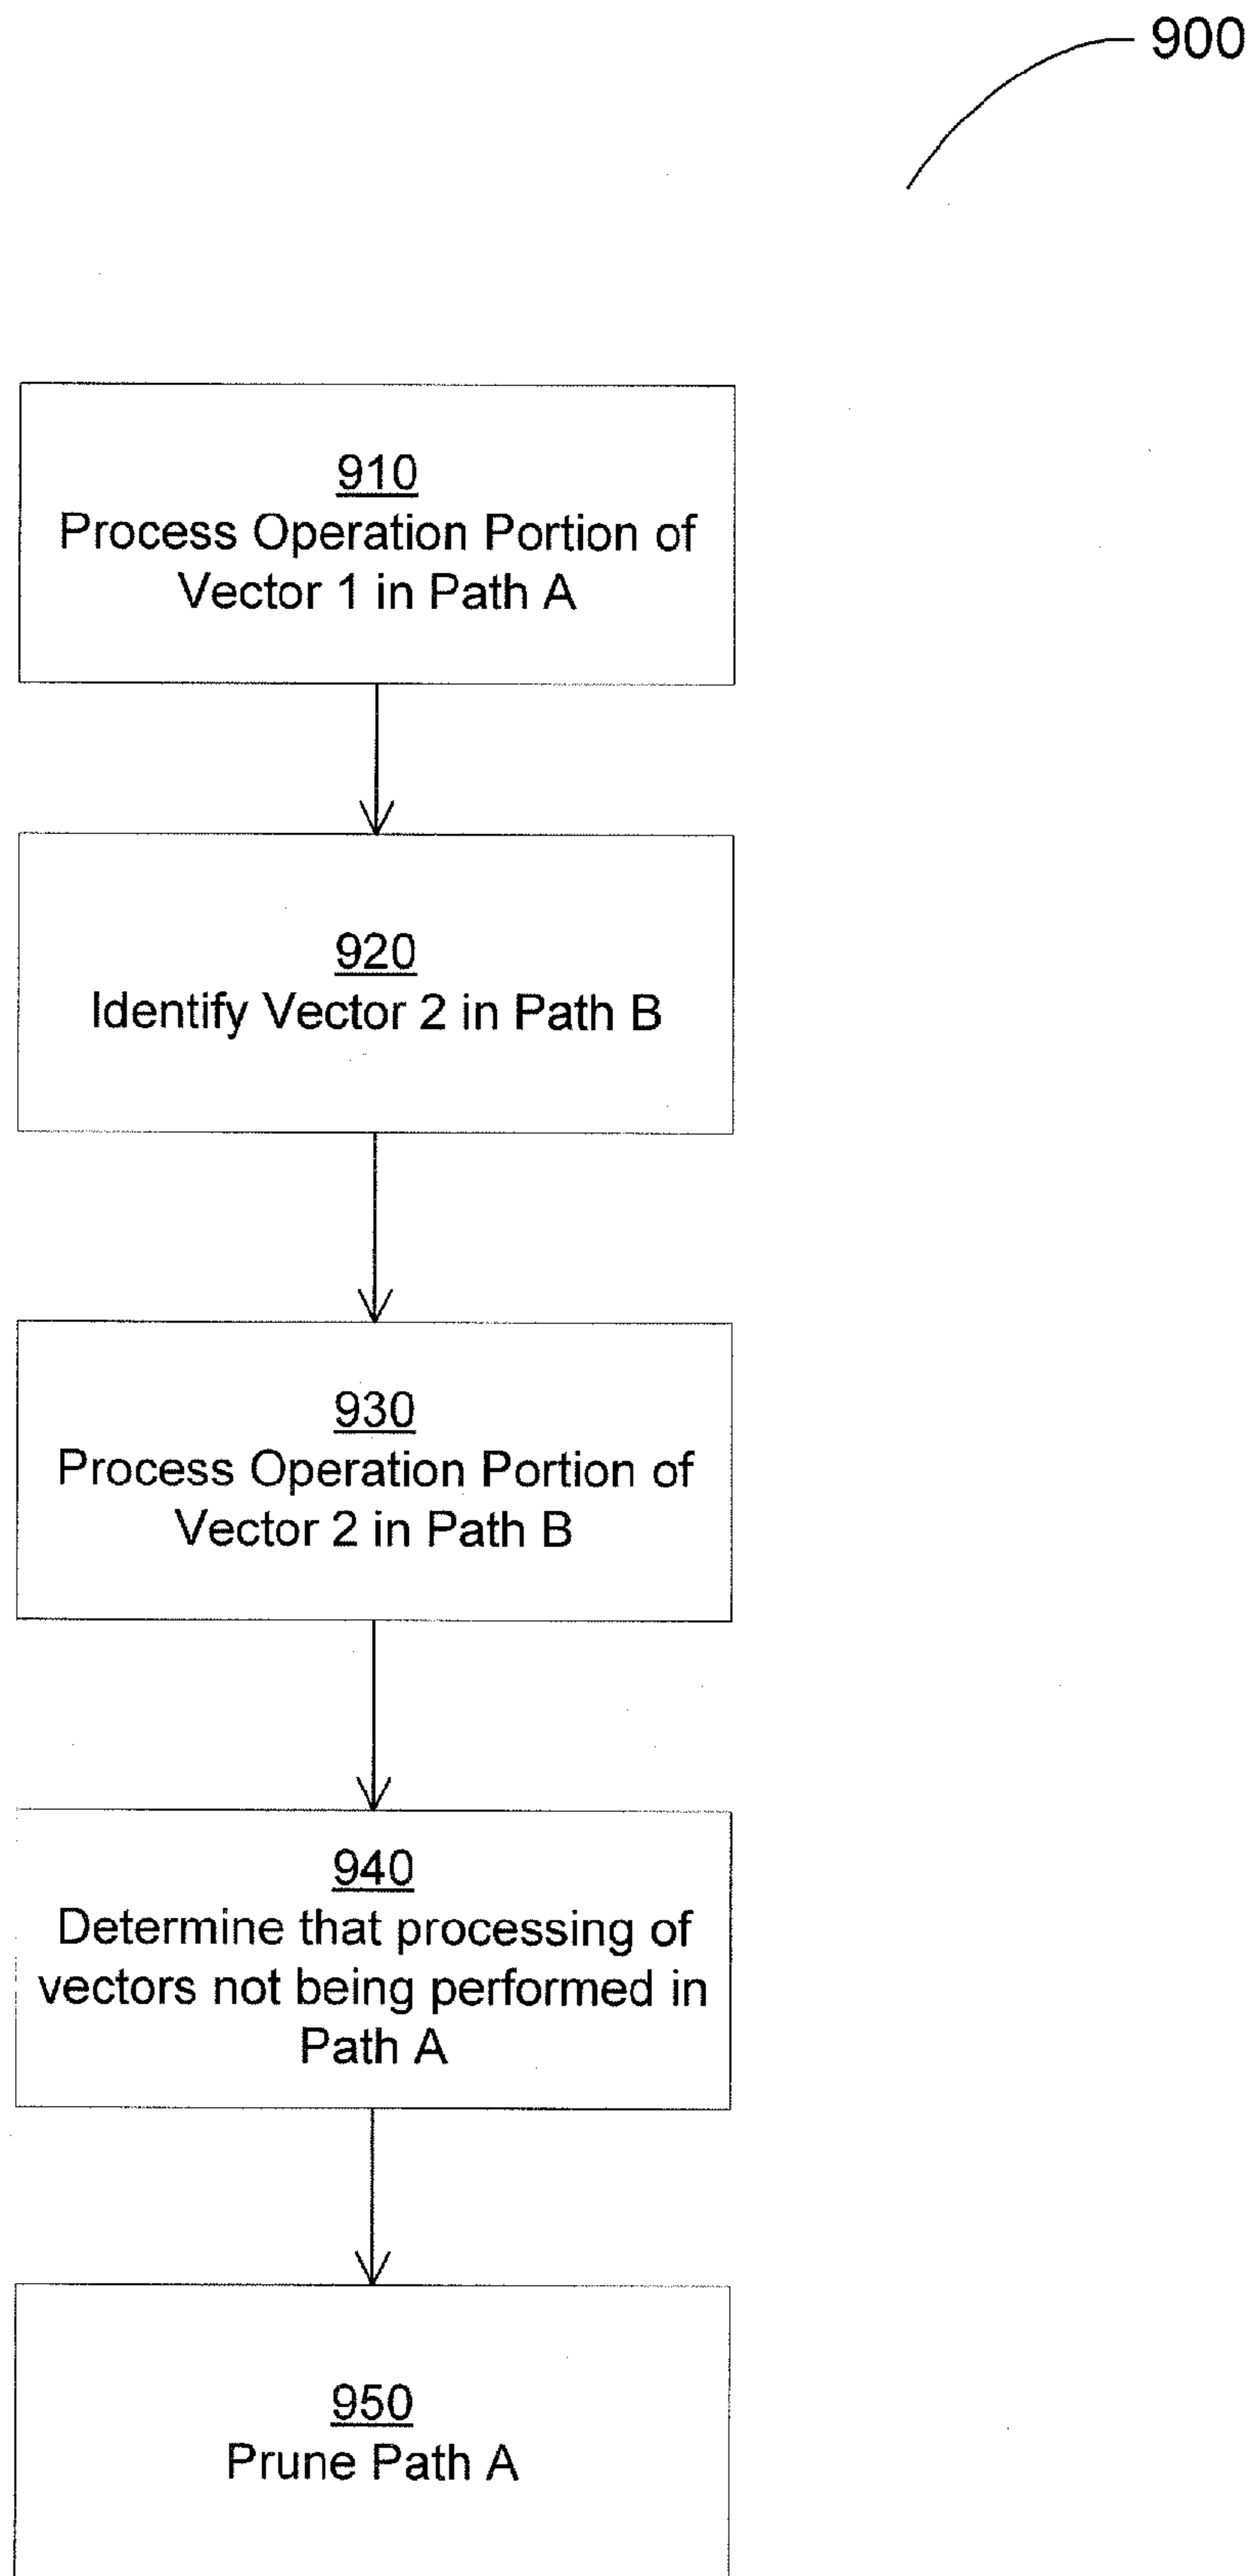 900
910
Process Operation Portion of
Vector 1 in Path A
920
Identify Vector 2 in Path B
930
Process Operation Portion of
Vector 2 in Path B
940
Determine that processing of
vectors not being performed in
Path A
950
Prune Path A